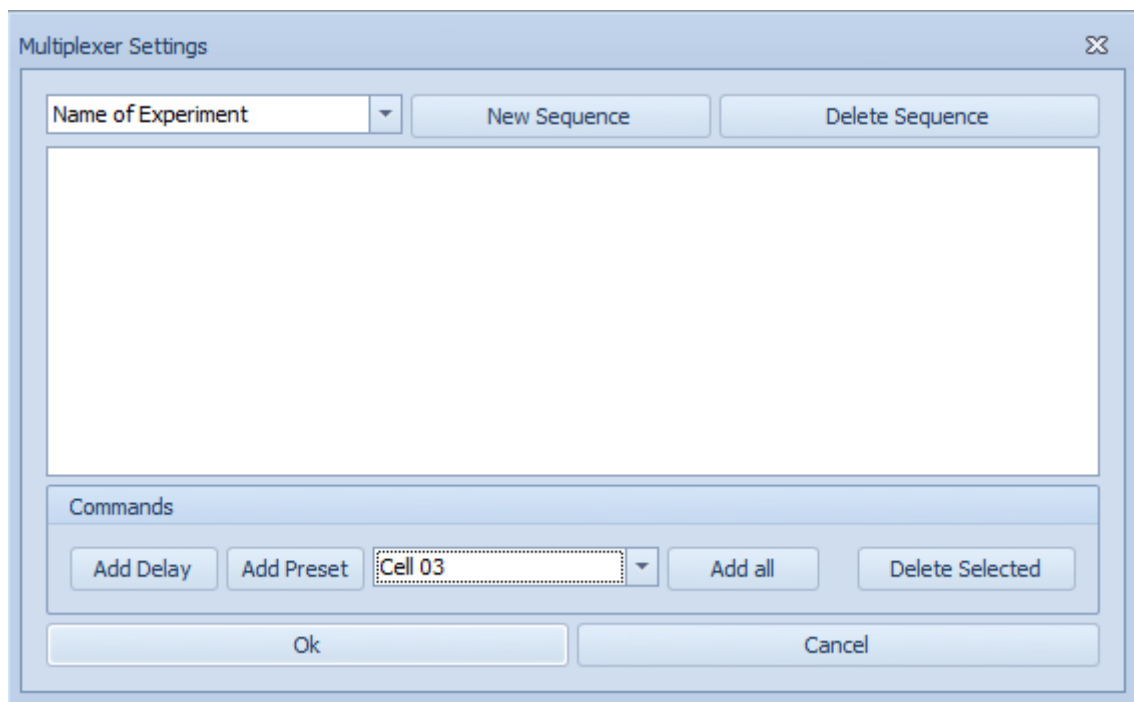 Multiplexer Settings
Name of Experiment New Sequence Delete Sequence
Commands
Add Delay Add Preset Cell 03 Add all Delete Selected
Ok Cancel